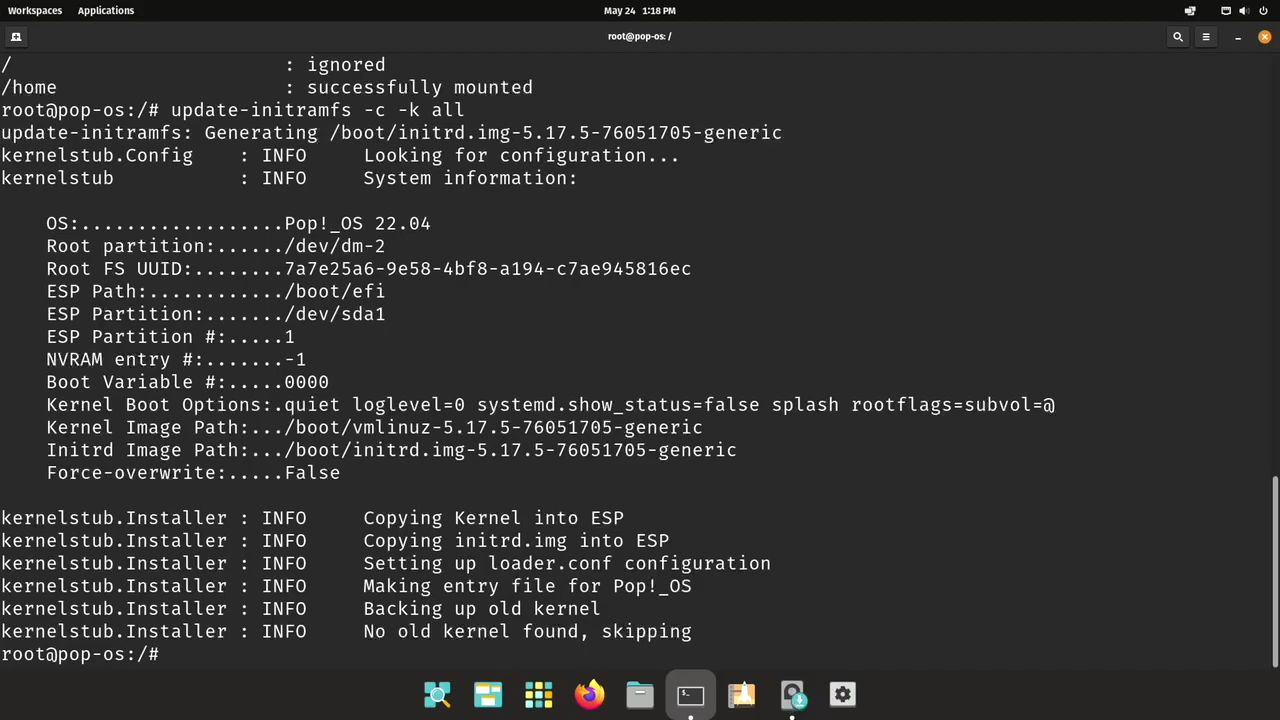 Workspaces Applications May 24 1:18 PM
root@pop-os: /
/                         : ignored
/home                     : successfully mounted
root@pop-os:/# update-initramfs -c -k all
update-initramfs: Generating /boot/initrd.img-5.17.5-76051705-generic
kernelstub.Config    : INFO     Looking for configuration...
kernelstub           : INFO     System information:
    OS:..................Pop!_OS 22.04
    Root partition:....../dev/dm-2
    Root FS UUID:........7a7e25a6-9e58-4bf8-a194-c7ae945816ec
    ESP Path:............/boot/efi
    ESP Partition:......./dev/sda1
    ESP Partition #:.....1
    NVRAM entry #:.......-1
    Boot Variable #:.....0000
    Kernel Boot Options:.quiet loglevel=0 systemd.show_status=false splash rootflags=subvol=@
    Kernel Image Path:.../boot/vmlinuz-5.17.5-76051705-generic
    Initrd Image Path:.../boot/initrd.img-5.17.5-76051705-generic
    Force-overwrite:.....False
kernelstub.Installer : INFO     Copying Kernel into ESP
kernelstub.Installer : INFO     Copying initrd.img into ESP
kernelstub.Installer : INFO     Setting up loader.conf configuration
kernelstub.Installer : INFO     Making entry file for Pop!_OS
kernelstub.Installer : INFO     Backing up old kernel
kernelstub.Installer : INFO     No old kernel found, skipping
root@pop-os:/#